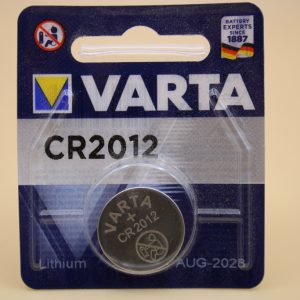 BATTERY
EXPERTS
SINCE
1887
VARTA
CR2012
VARTA
+
CR2012
Lithium
AUG-2028